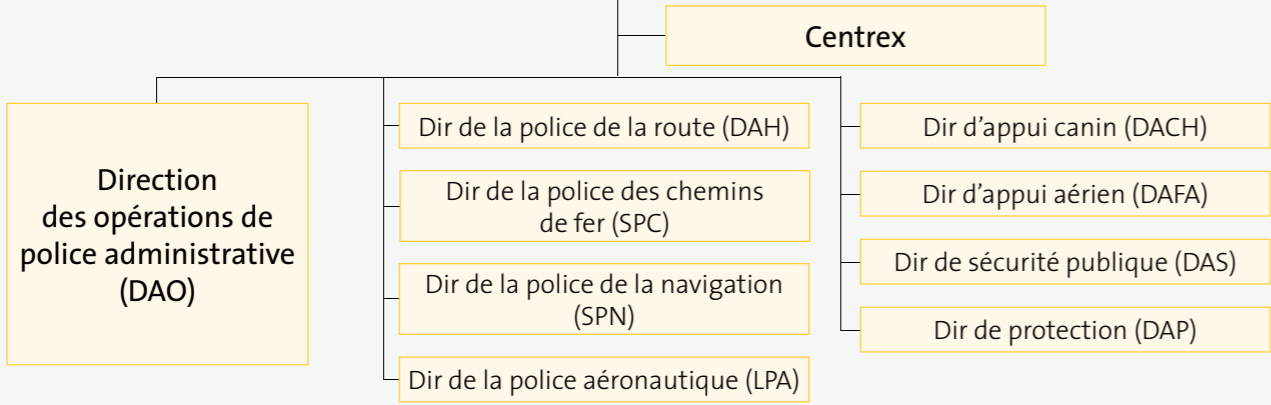 Centrex
Direction
des opérations de
police administrative
(DAO)
Dir de la police de la route (DAH)
Dir de la police des chemins
de fer (SPC)
Dir de la police de la navigation
(SPN)
Dir de la police aéronautique (LPA)
Dir d’appui canin (DACH)
Dir d’appui aérien (DAFA)
Dir de sécurité publique (DAS)
Dir de protection (DAP)